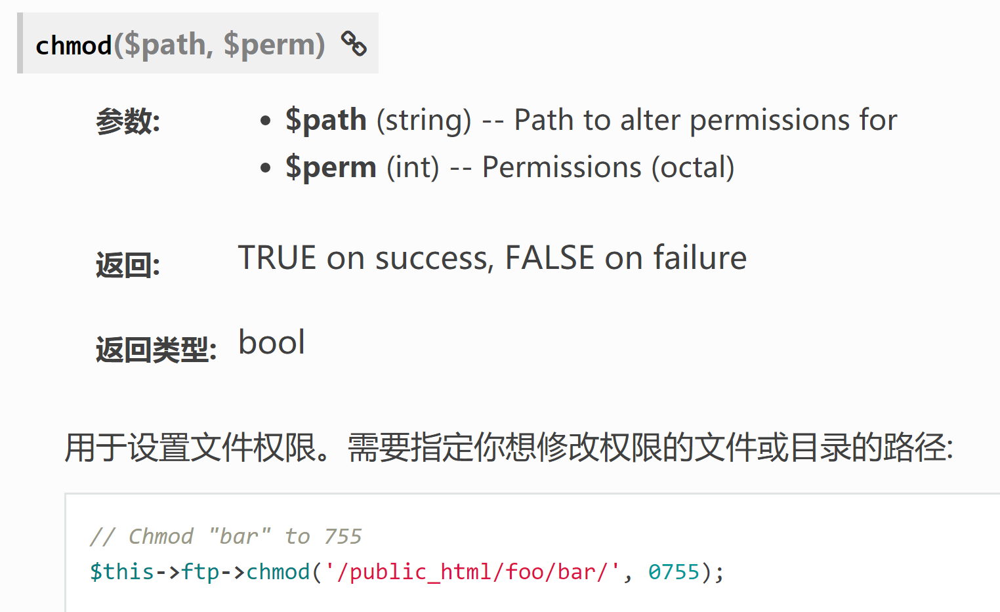 chmod($path, $perm)
参数:
• $path (string) -- Path to alter permissions for
• $perm (int) -- Permissions (octal)
返回: TRUE on success, FALSE on failure
返回类型: bool
用于设置文件权限。需要指定你想修改权限的文件或目录的路径:
// Chmod "bar" to 755
$this->ftp->chmod('/public_html/foo/bar/', 0755);